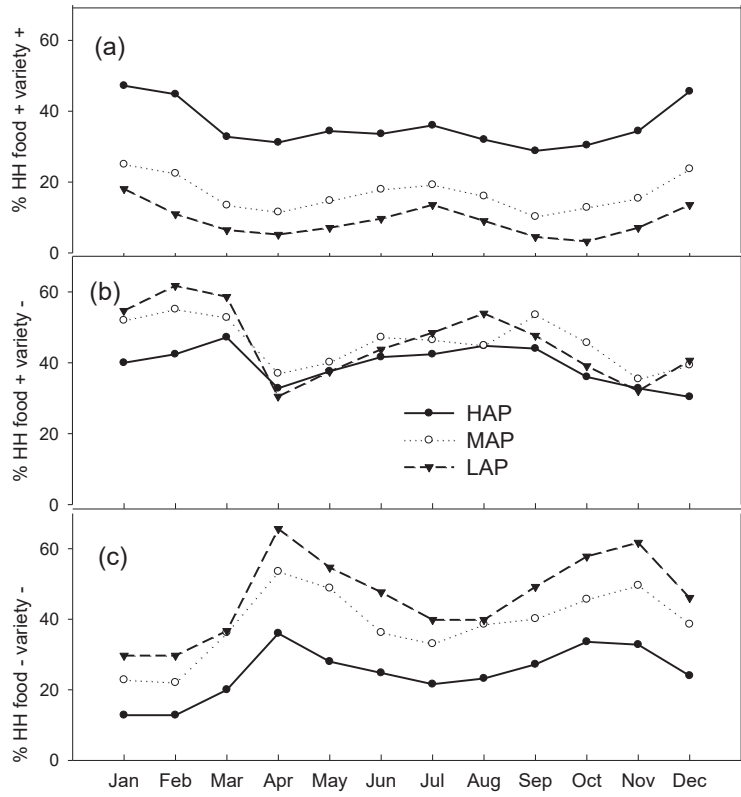 (a)
% HH food + variety +
60
40
20
0
(b)
% HH food + variety -
60
40
20
0
HAP
MAP
LAP
(c)
% HH food - variety -
60
40
20
0
Jan Feb Mar Apr May Jun Jul Aug Sep Oct Nov Dec